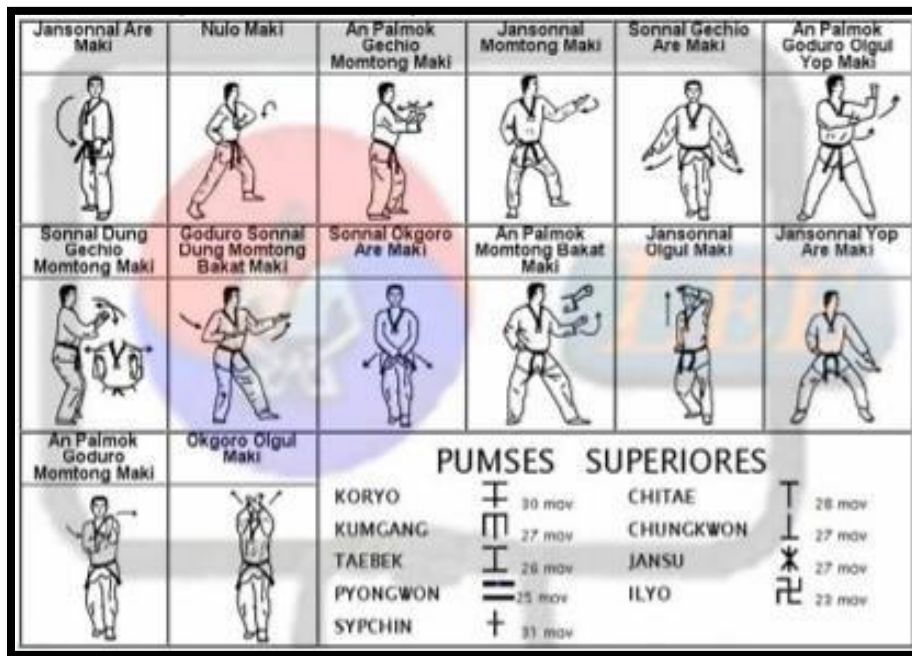 Jansonnal Are
Maki
Nulo Maki
An Palmok
Gechio
Momtong Maki
Jansonnal
Momtong Maki
Sonnal Gechio
Are Maki
An Palmok
Goduro Olgul
Yop Maki
Sonnal Dung
Gechio
Momtong Maki
Goduro Sonnal
Dung Momtong
Bakat Maki
Sonnal Okgoro
Are Maki
An Palmok
Momtong Bakat
Maki
Jansonnal
Olgul Maki
Jansonnal Yop
Are Maki
An Palmok
Goduro
Momtong Maki
Okgoro Olgul
Maki
PUMSES SUPERIORES
KORYO 30 mov
KUMGANG 27 mov
TAEBEK 26 mov
PYONGWON 25 mov
SYPCHIN 31 mov
CHITAE 28 mov
CHUNGKWON 27 mov
JANSU 27 mov
ILYO 23 mov